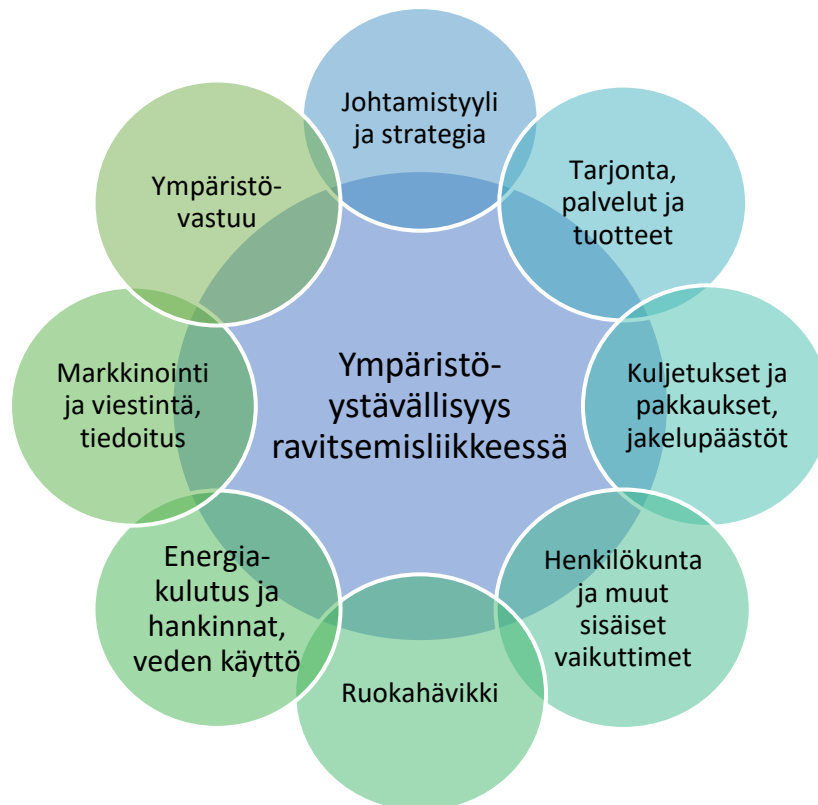 Johtamistyyli
ja strategia
Tarjonta,
palvelut ja
tuotteet
Kuljetukset ja
pakkaukset,
jakelupäästöt
Henkilökunta
ja muut
sisäiset
vaikuttimet
Ruokahävikki
Energia-
kulutus ja
hankinnat,
veden käyttö
Markkinointi
ja viestintä,
tiedoitus
Ympäristö-
vastuu
Ympäristö-
ystävällisyys
ravitsemisliikkeessä